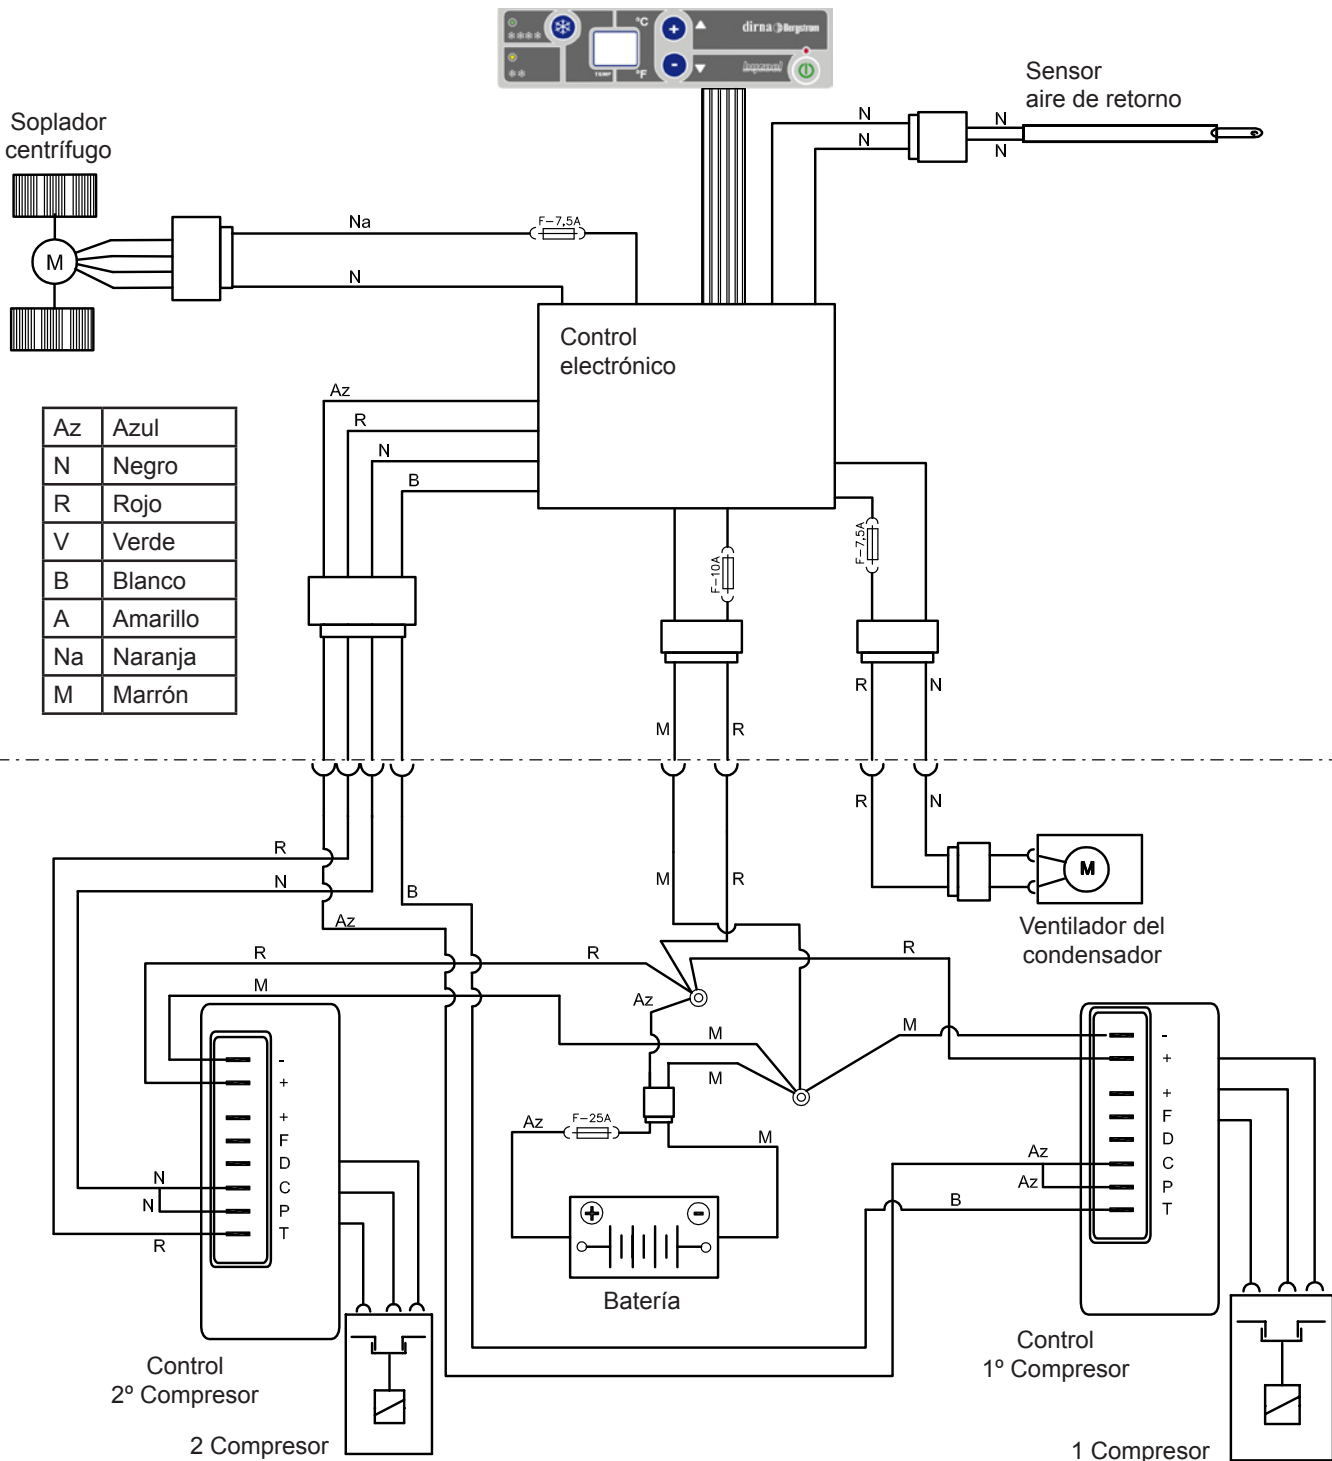 °C
dirna Bergstrom
TEMP
°F
Sensor
aire de retorno
N
N
N
N
Soplador
centrífugo
M
Na
F-7,5A
N
Control
electrónico
Az
R
N
B
Az Azul
N Negro
R Rojo
V Verde
B Blanco
A Amarillo
Na Naranja
M Marrón
F-10A
F-7,5A
M
R
R
N
R
N
M
R
M
Ventilador del
condensador
R
N
B
Az
R
R
R
M
Az
M
M
M
-
+
+
F
D
C
P
T
N
N
R
Az
F-25A
M
+
-
Batería
-
+
+
F
D
C
P
T
Az
Az
B
Control
2º Compresor
2 Compresor
Control
1º Compresor
1 Compresor